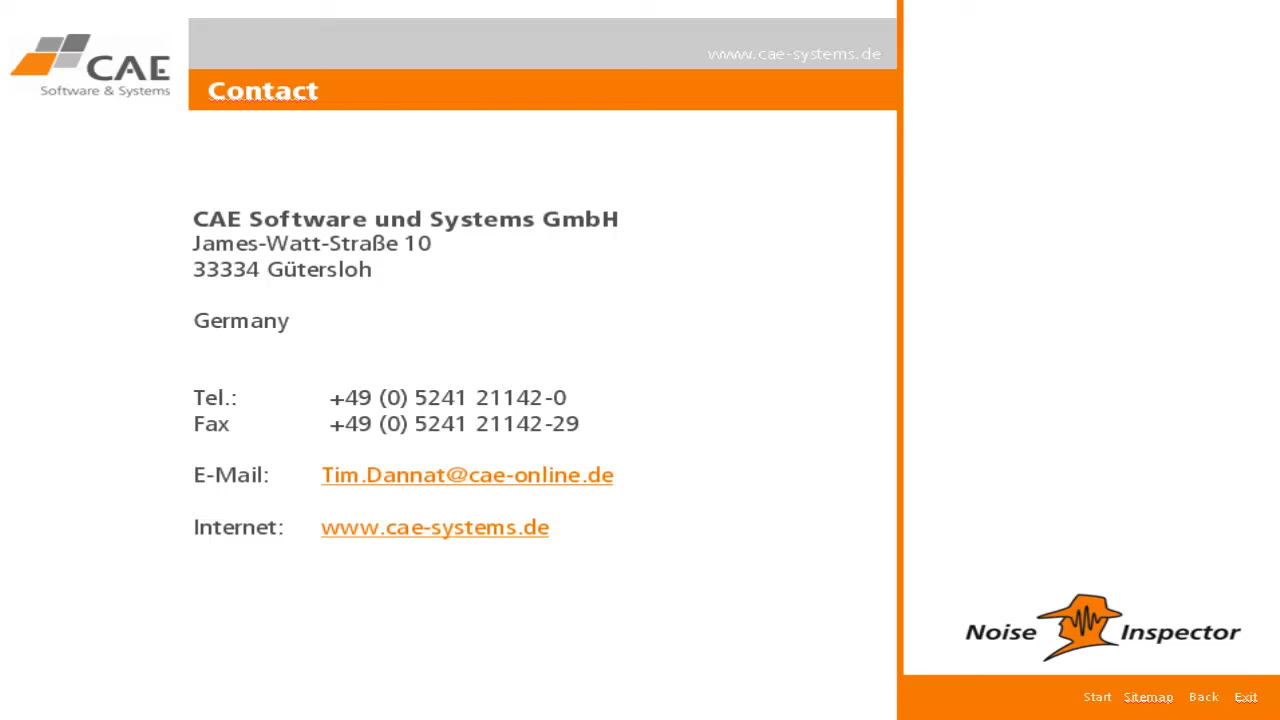 CAE
Software & Systems
www.cae-systems.de
Contact
CAE Software und Systems GmbH
James-Watt-Straße 10
33334 Gütersloh
Germany
Tel.: +49 (0) 5241 21142-0
Fax +49 (0) 5241 21142-29
E-Mail: Tim.Dannat@cae-online.de
Internet: www.cae-systems.de
Noise Inspector
Start Sitemap Back Exit